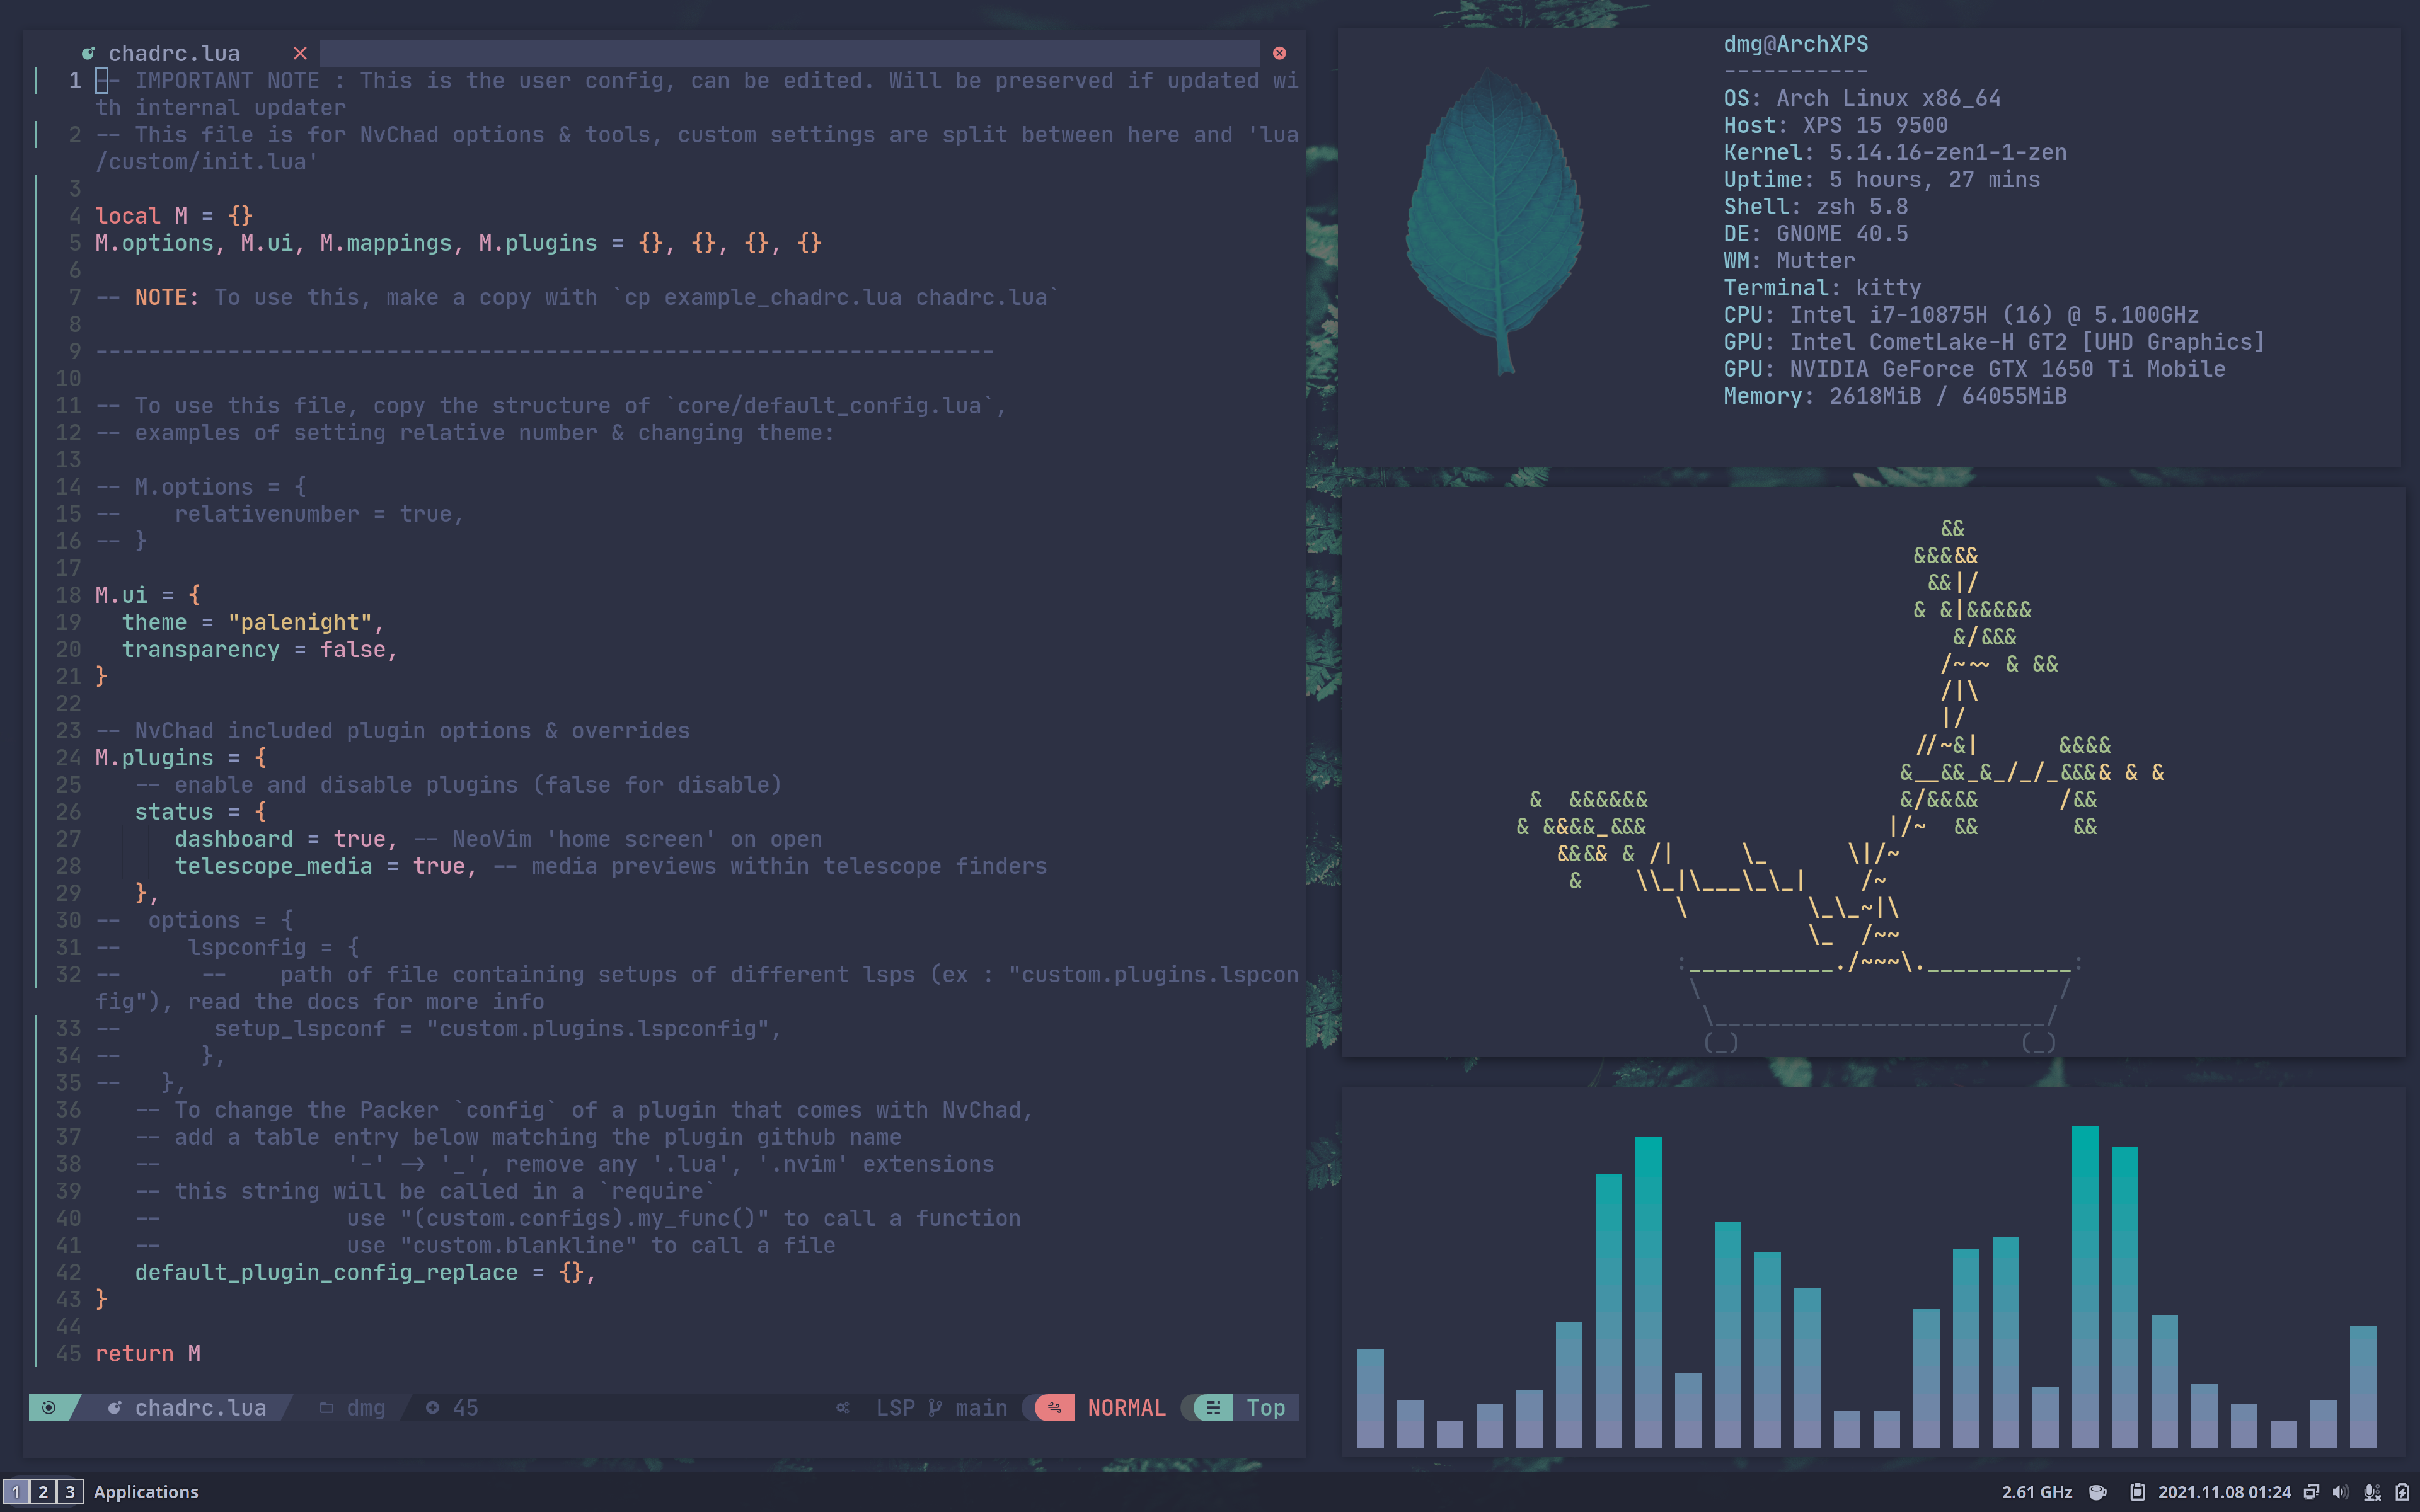 chadrc.lua
1 -- IMPORTANT NOTE : This is the user config, can be edited. Will be preserved if updated wi
th internal updater
2 -- This file is for NvChad options & tools, custom settings are split between here and 'lua
/custom/init.lua'
3
4 local M = {}
5 M.options, M.ui, M.mappings, M.plugins = {}, {}, {}, {}
6
7 -- NOTE: To use this, make a copy with `cp example_chadrc.lua chadrc.lua`
8
9 --------------------------------------------------------------------
10
11 -- To use this file, copy the structure of `core/default_config.lua`,
12 -- examples of setting relative number & changing theme:
13
14 -- M.options = {
15 --    relativenumber = true,
16 -- }
17
18 M.ui = {
19   theme = "palenight",
20   transparency = false,
21 }
22
23 -- NvChad included plugin options & overrides
24 M.plugins = {
25    -- enable and disable plugins (false for disable)
26    status = {
27       dashboard = true, -- NeoVim 'home screen' on open
28       telescope_media = true, -- media previews within telescope finders
29    },
30 --  options = {
31 --     lspconfig = {
32 --      --    path of file containing setups of different lsps (ex : "custom.plugins.lspcon
fig"), read the docs for more info
33 --       setup_lspconf = "custom.plugins.lspconfig",
34 --      },
35 --   },
36    -- To change the Packer `config` of a plugin that comes with NvChad,
37    -- add a table entry below matching the plugin github name
38    --              '-' -> '_', remove any '.lua', '.nvim' extensions
39    -- this string will be called in a `require`
40    --              use "(custom.configs).my_func()" to call a function
41    --              use "custom.blankline" to call a file
42    default_plugin_config_replace = {},
43 }
44
45 return M
chadrc.lua dmg 45 LSP main NORMAL Top
dmg@ArchXPS
-----------
OS: Arch Linux x86_64
Host: XPS 15 9500
Kernel: 5.14.16-zen1-1-zen
Uptime: 5 hours, 27 mins
Shell: zsh 5.8
DE: GNOME 40.5
WM: Mutter
Terminal: kitty
CPU: Intel i7-10875H (16) @ 5.100GHz
GPU: Intel CometLake-H GT2 [UHD Graphics]
GPU: NVIDIA GeForce GTX 1650 Ti Mobile
Memory: 2618MiB / 64055MiB
1 2 3 Applications
2.61 GHz 2021.11.08 01:24